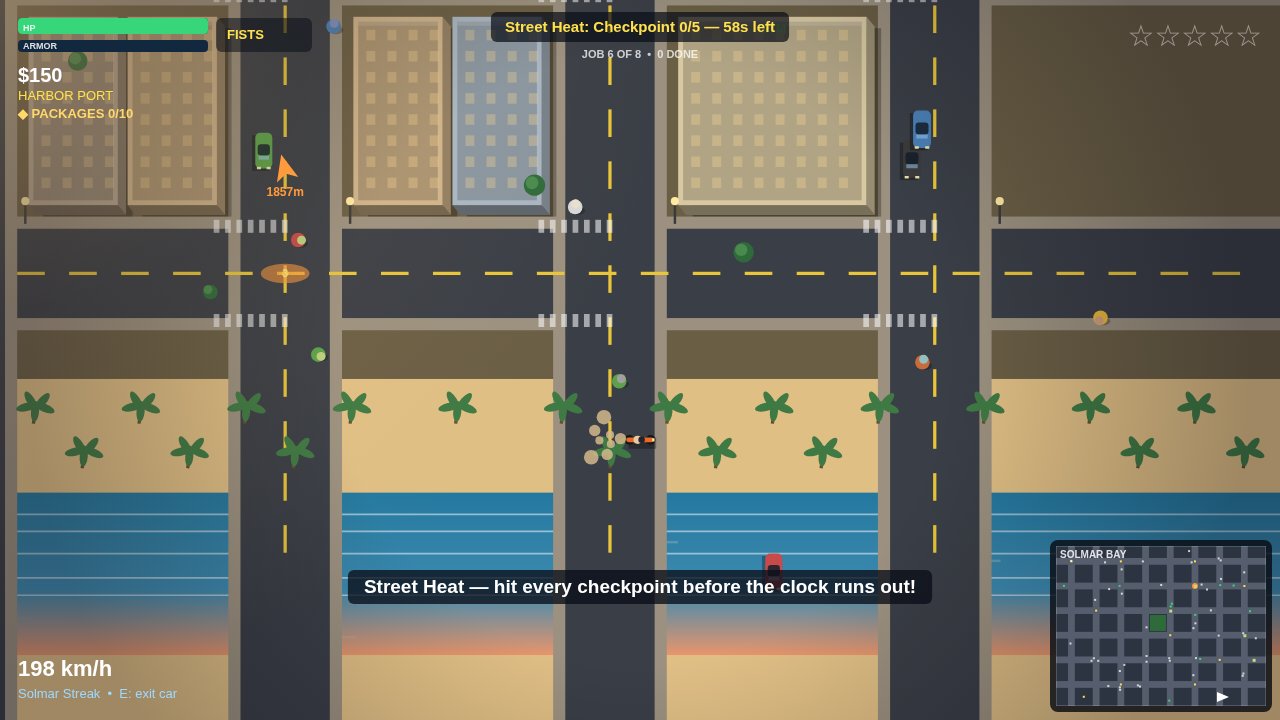 HP
ARMOR
FISTS
$150
HARBOR PORT
◆ PACKAGES 0/10
Street Heat: Checkpoint 0/5 — 58s left
JOB 6 OF 8 • 0 DONE
☆☆☆☆☆
1857m
Street Heat — hit every checkpoint before the clock runs out!
SOLMAR BAY
198 km/h
Solmar Streak • E: exit car